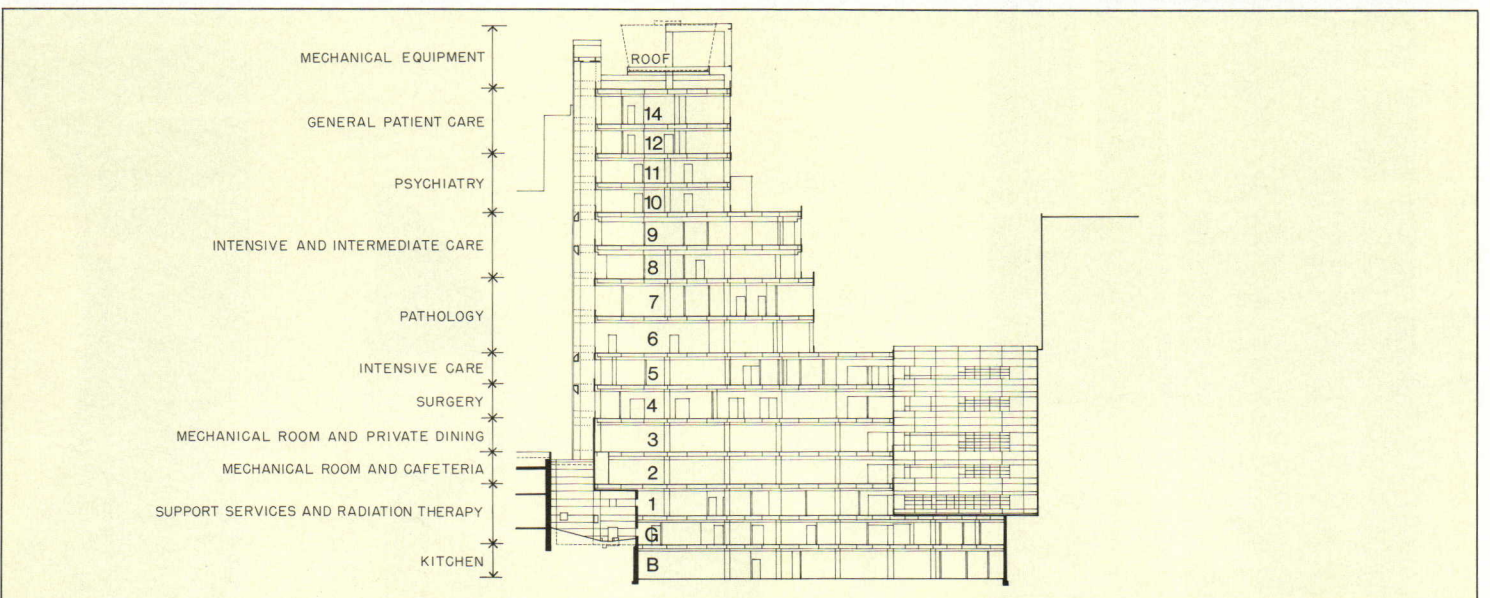 MECHANICAL EQUIPMENT
ROOF
GENERAL PATIENT CARE
14
12
PSYCHIATRY
11
10
INTENSIVE AND INTERMEDIATE CARE
9
8
PATHOLOGY
7
6
INTENSIVE CARE
5
SURGERY
4
MECHANICAL ROOM AND PRIVATE DINING
3
MECHANICAL ROOM AND CAFETERIA
2
SUPPORT SERVICES AND RADIATION THERAPY
1
G
KITCHEN
B